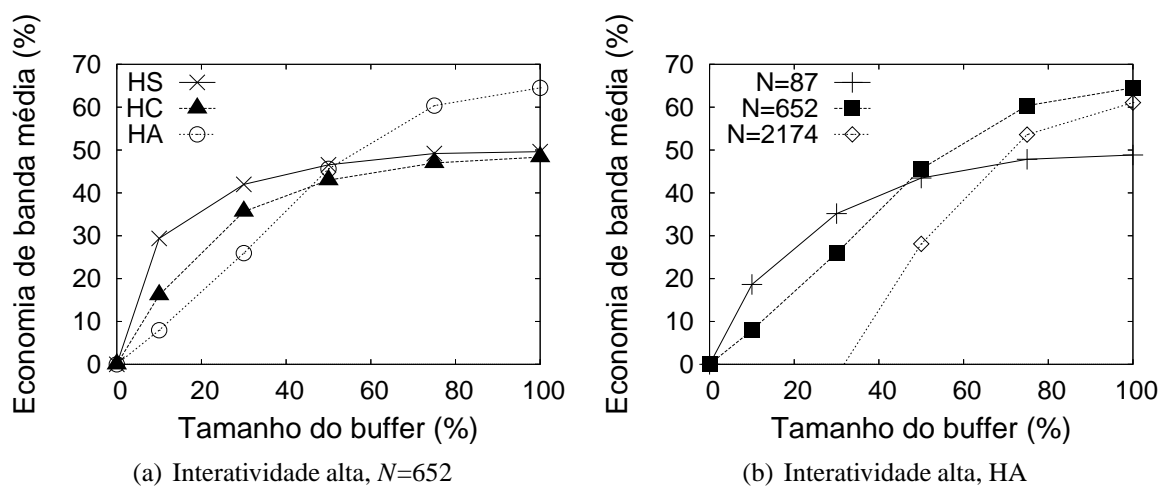 Economia de banda média (%)
70
60
50
40
30
20
10
0
HS
HC
HA
0 20 40 60 80 100
Tamanho do buffer (%)
(a) Interatividade alta, N=652
Economia de banda média (%)
70
60
50
40
30
20
10
0
N=87
N=652
N=2174
0 20 40 60 80 100
Tamanho do buffer (%)
(b) Interatividade alta, HA